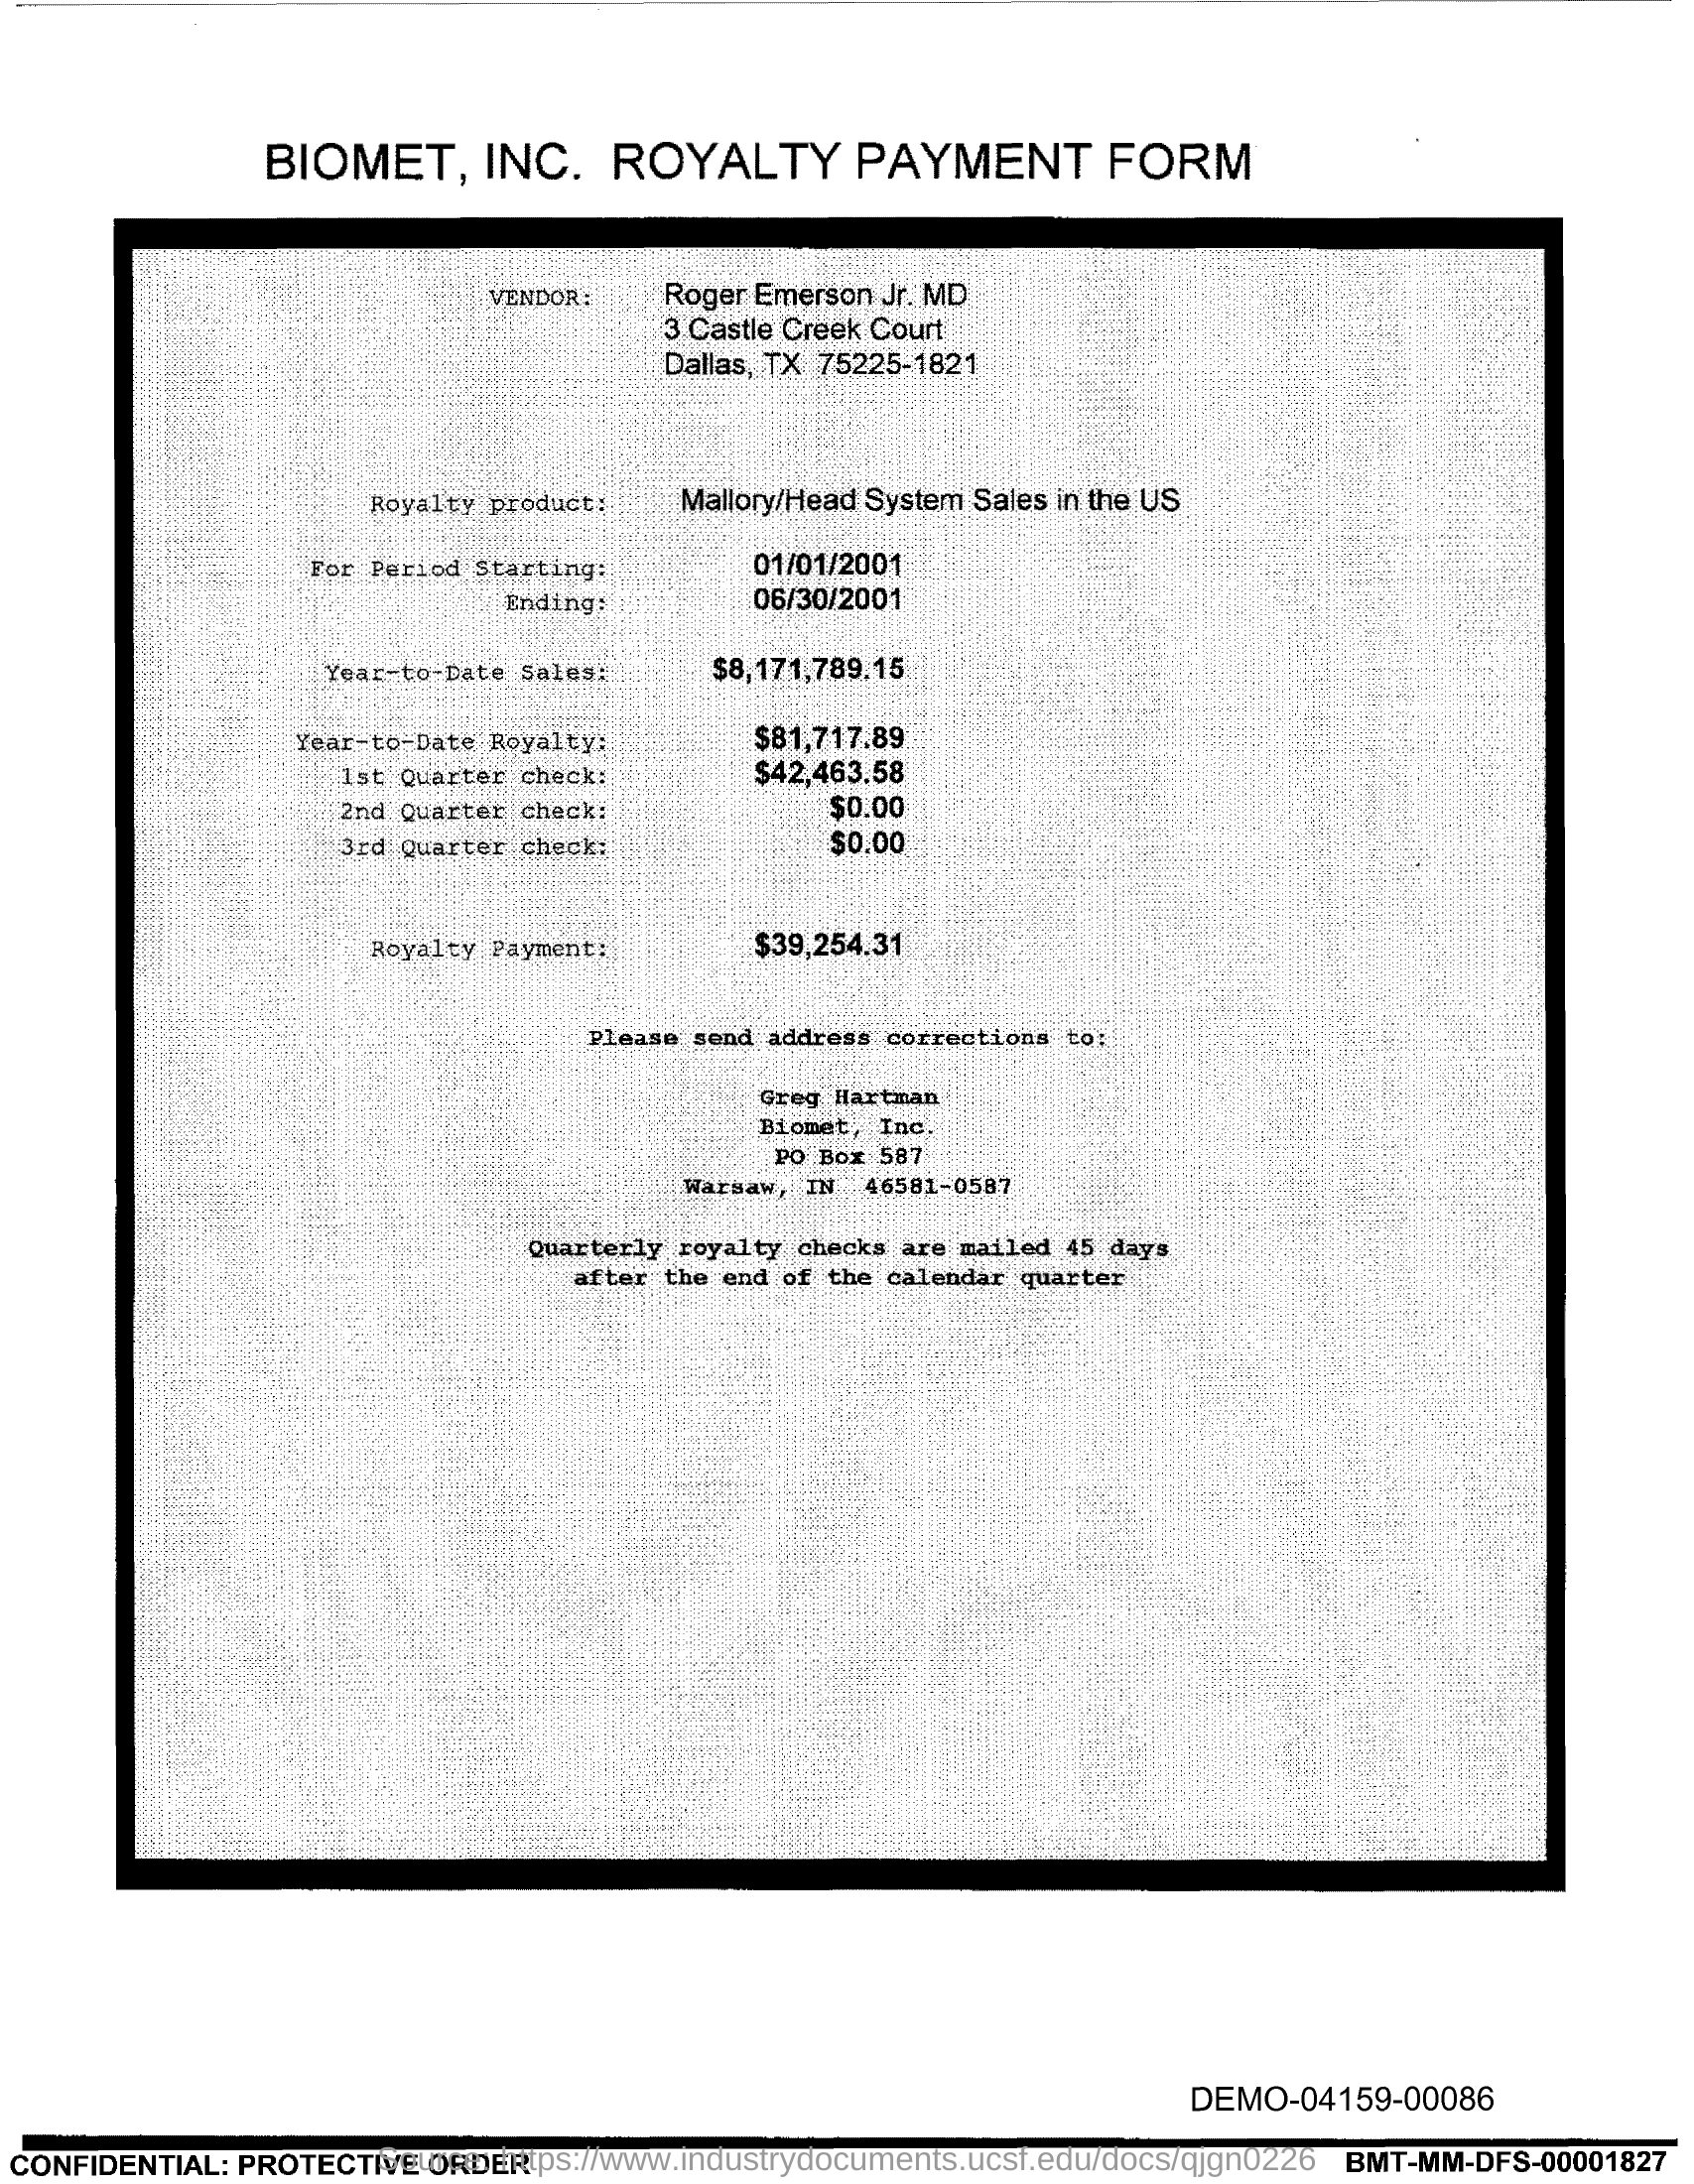 BIOMET, INC. ROYALTY PAYMENT FORM
VENDOR: Roger Emerson Jr. MD
3 Castle Creek Court
Dallas, TX 75225-1821
Royalty product: Mallory/Head System Sales in the US
For Period Starting: 01/01/2001
Ending: 06/30/2001
Year-to-Date Sales: $8,171,789.15
Year-to-Date Royalty: $81,717.89
1st Quarter check: $42,463.58
2nd Quarter check: $0.00
3rd Quarter check: $0.00
Royalty Payment: $39,254.31
Please send address corrections to:
Greg Hartman
Biomet, Inc.
PO Box 587
Warsaw, IN 46581-0587
Quarterly royalty checks are mailed 45 days
after the end of the calendar quarter
DEMO-04159-00086
CONFIDENTIAL: PROTECTIVE ORDER
Source: https://www.industrydocuments.ucsf.edu/docs/qjgn0226
BMT-MM-DFS-00001827